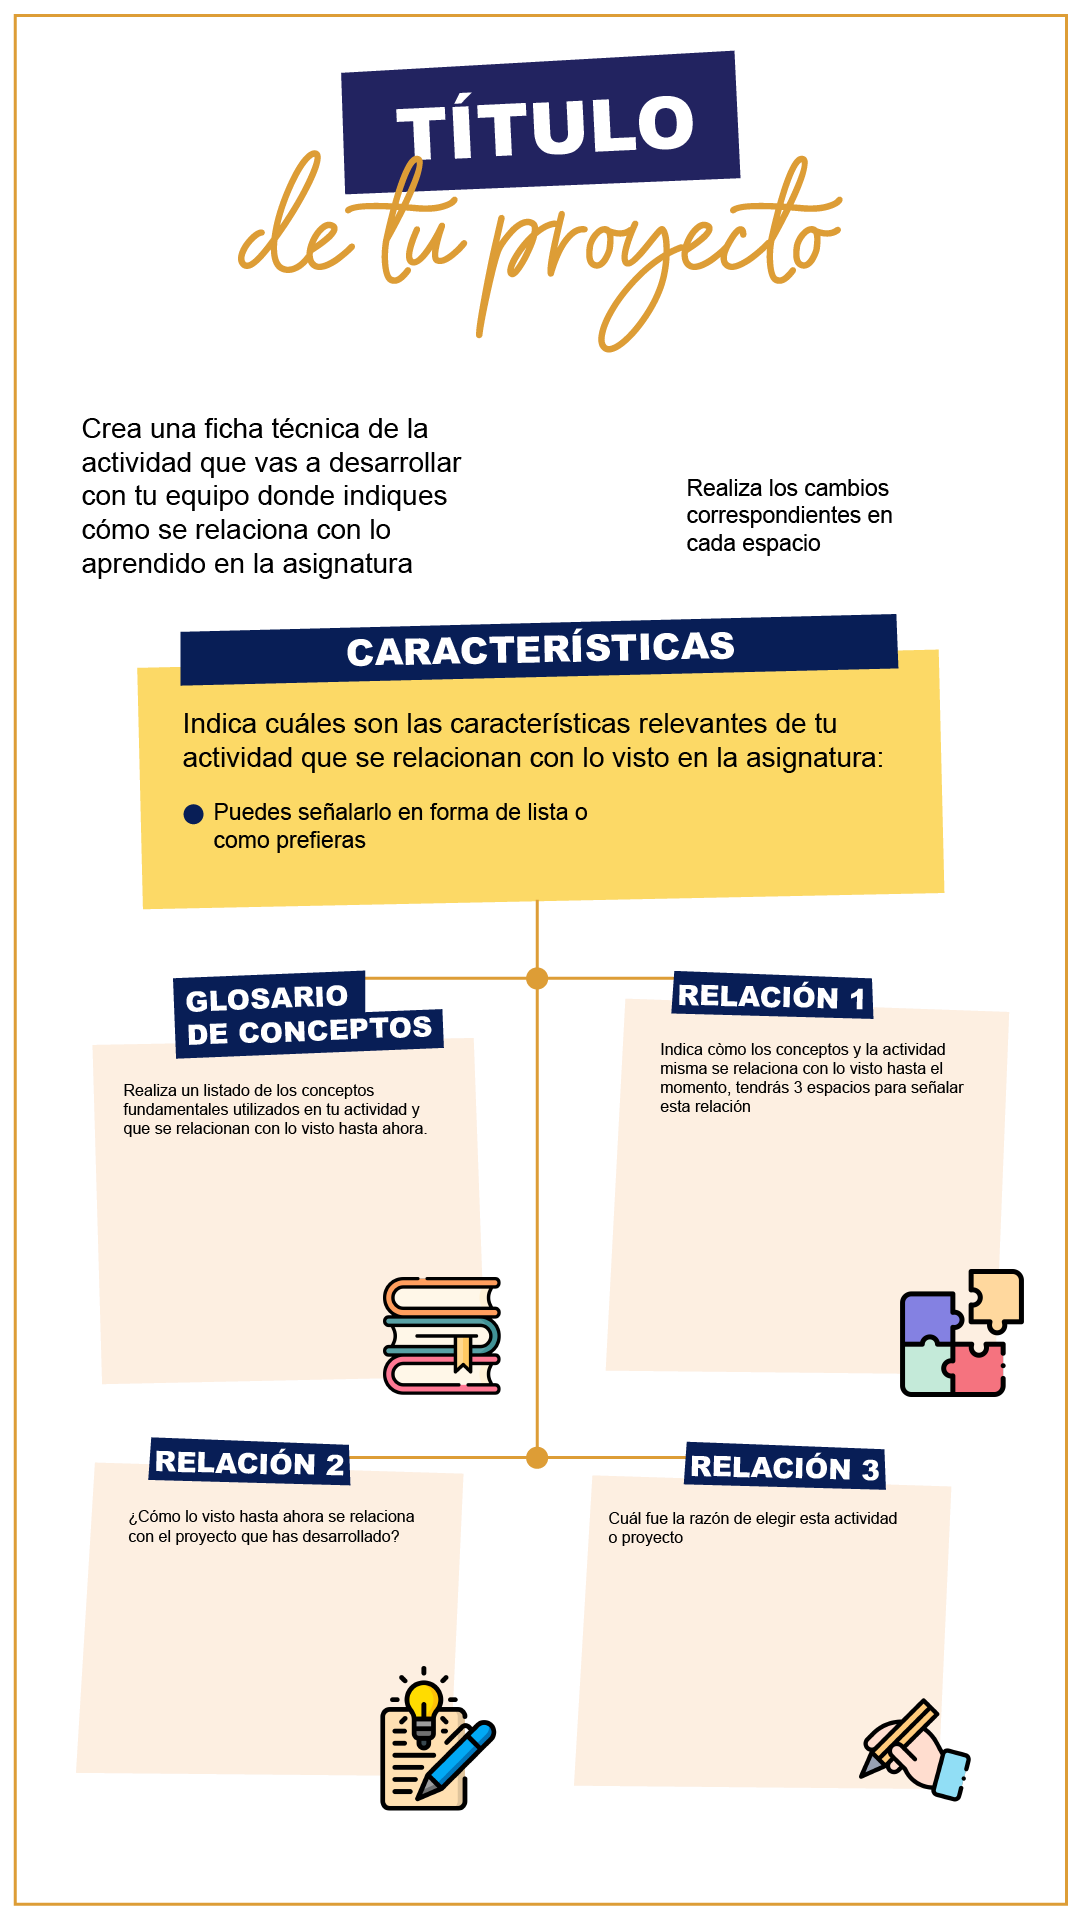 TÍTULO
de tu proyecto
Crea una ficha técnica de la
actividad que vas a desarrollar
con tu equipo donde indiques
cómo se relaciona con lo
aprendido en la asignatura
Realiza los cambios
correspondientes en
cada espacio
CARACTERÍSTICAS
Indica cuáles son las características relevantes de tu
actividad que se relacionan con lo visto en la asignatura:
Puedes señalarlo en forma de lista o
como prefieras
GLOSARIO
DE CONCEPTOS
Realiza un listado de los conceptos
fundamentales utilizados en tu actividad y
que se relacionan con lo visto hasta ahora.
RELACIÓN 1
Indica còmo los conceptos y la actividad
misma se relaciona con lo visto hasta el
momento, tendrás 3 espacios para señalar
esta relación
RELACIÓN 2
¿Cómo lo visto hasta ahora se relaciona
con el proyecto que has desarrollado?
RELACIÓN 3
Cuál fue la razón de elegir esta actividad
o proyecto